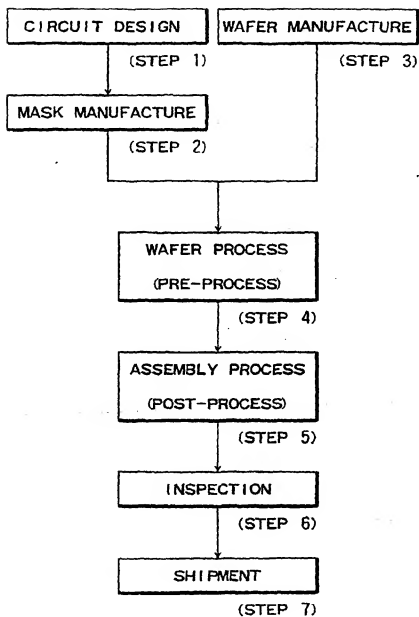 CIRCUIT DESIGN
(STEP 1)
WAFER MANUFACTURE
(STEP 3)
MASK MANUFACTURE
(STEP 2)
WAFER PROCESS
(PRE-PROCESS)
(STEP 4)
ASSEMBLY PROCESS
(POST-PROCESS)
(STEP 5)
INSPECTION
(STEP 6)
SHIPMENT
(STEP 7)